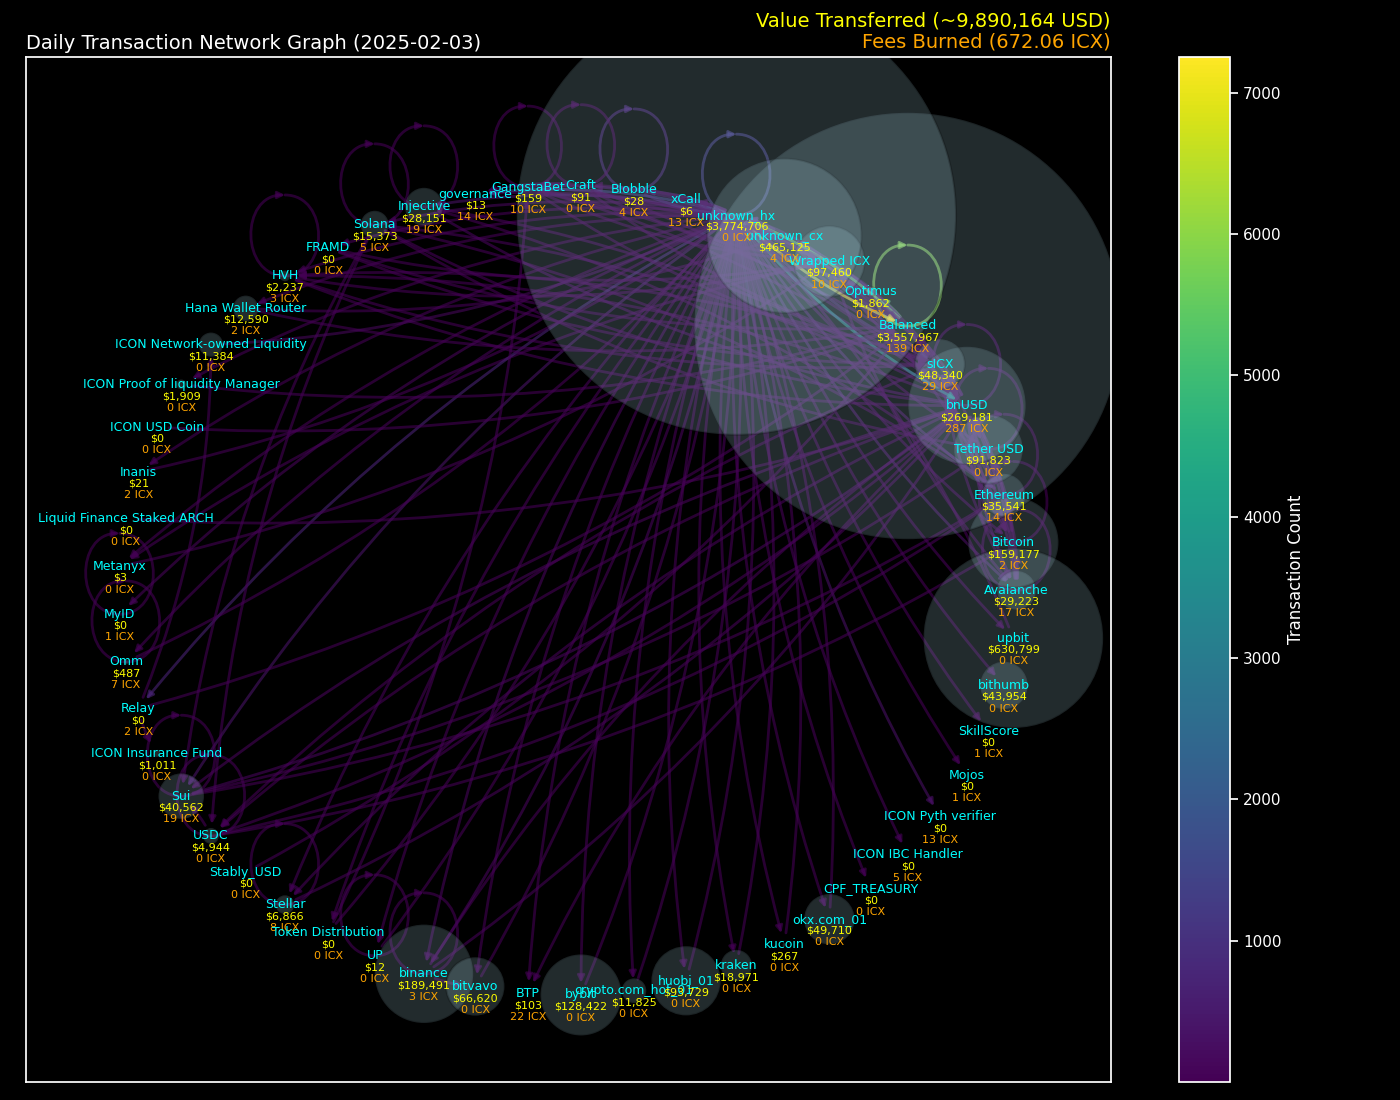 Value Transferred (~9,890,164 USD)
Daily Transaction Network Graph (2025-02-03)
Fees Burned (672.06 ICX)
governance
$13
14 ICX
GangstaBet
$159
10 ICX
Craft
$91
0 ICX
Blobble
$28
4 ICX
xCall
$6
13 ICX
unknown_hx
$3,774,706
0 ICX
unknown_cx
$465,125
4 ICX
Wrapped ICX
$97,460
10 ICX
Optimus
$1,862
0 ICX
Balanced
$3,557,967
139 ICX
sICX
$48,340
29 ICX
bnUSD
$269,181
287 ICX
Tether USD
$91,823
0 ICX
Ethereum
$35,541
14 ICX
Bitcoin
$159,177
2 ICX
Avalanche
$29,223
17 ICX
upbit
$630,799
0 ICX
bithumb
$43,954
0 ICX
SkillScore
$0
1 ICX
Mojos
$0
1 ICX
ICON Pyth verifier
$0
13 ICX
ICON IBC Handler
$0
5 ICX
CPF_TREASURY
$0
0 ICX
okx.com_01
$49,710
0 ICX
kucoin
$267
0 ICX
kraken
$18,971
0 ICX
huobi_01
$93,729
0 ICX
$11,825
0 ICX
bybit
$128,422
0 ICX
BTP
$103
22 ICX
bitvavo
$66,620
0 ICX
binance
$189,491
3 ICX
UP
$12
0 ICX
Token Distribution
$0
0 ICX
Stellar
$6,866
8 ICX
Stably_USD
$0
0 ICX
USDC
$4,944
0 ICX
Sui
$40,562
19 ICX
ICON Insurance Fund
$1,011
0 ICX
Relay
$0
2 ICX
Omm
$487
7 ICX
MyID
$0
1 ICX
Metanyx
$3
0 ICX
Liquid Finance Staked ARCH
$0
0 ICX
Inanis
$21
2 ICX
ICON USD Coin
$0
0 ICX
ICON Proof of liquidity Manager
$1,909
0 ICX
ICON Network-owned Liquidity
$11,384
0 ICX
Hana Wallet Router
$12,590
2 ICX
HVH
$2,237
3 ICX
FRAMD
$0
0 ICX
Solana
$15,373
5 ICX
Injective
$28,151
19 ICX
7000
6000
5000
4000
3000
2000
1000
Transaction Count